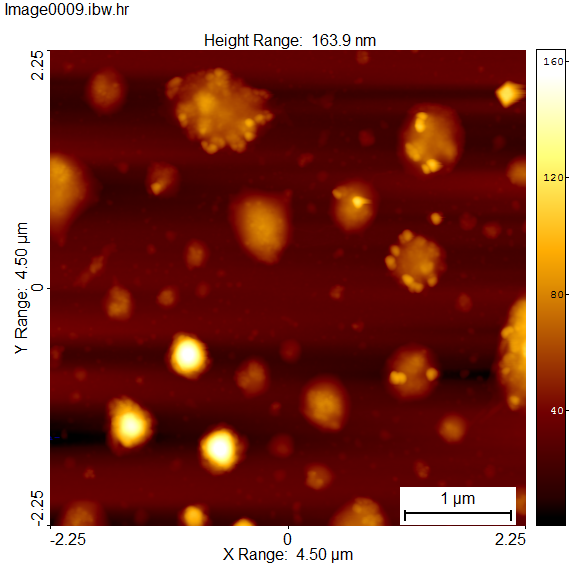 Image0009.ibw.hr
Height Range: 163.9 nm
2.25
0
-2.25
Y Range: 4.50 µm
160
120
80
40
1 µm
-2.25
0
2.25
X Range: 4.50 µm